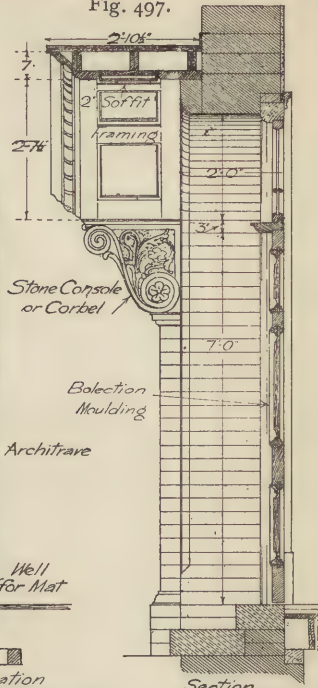 Fig. 497.
2'-10½"
7"
2" Soffit
Framing
2'-7½"
2'-0"
3"
Stone Console
or Corbel
7'-0"
Bolection
Moulding
Architrave
Well
for Mat
ation
Section